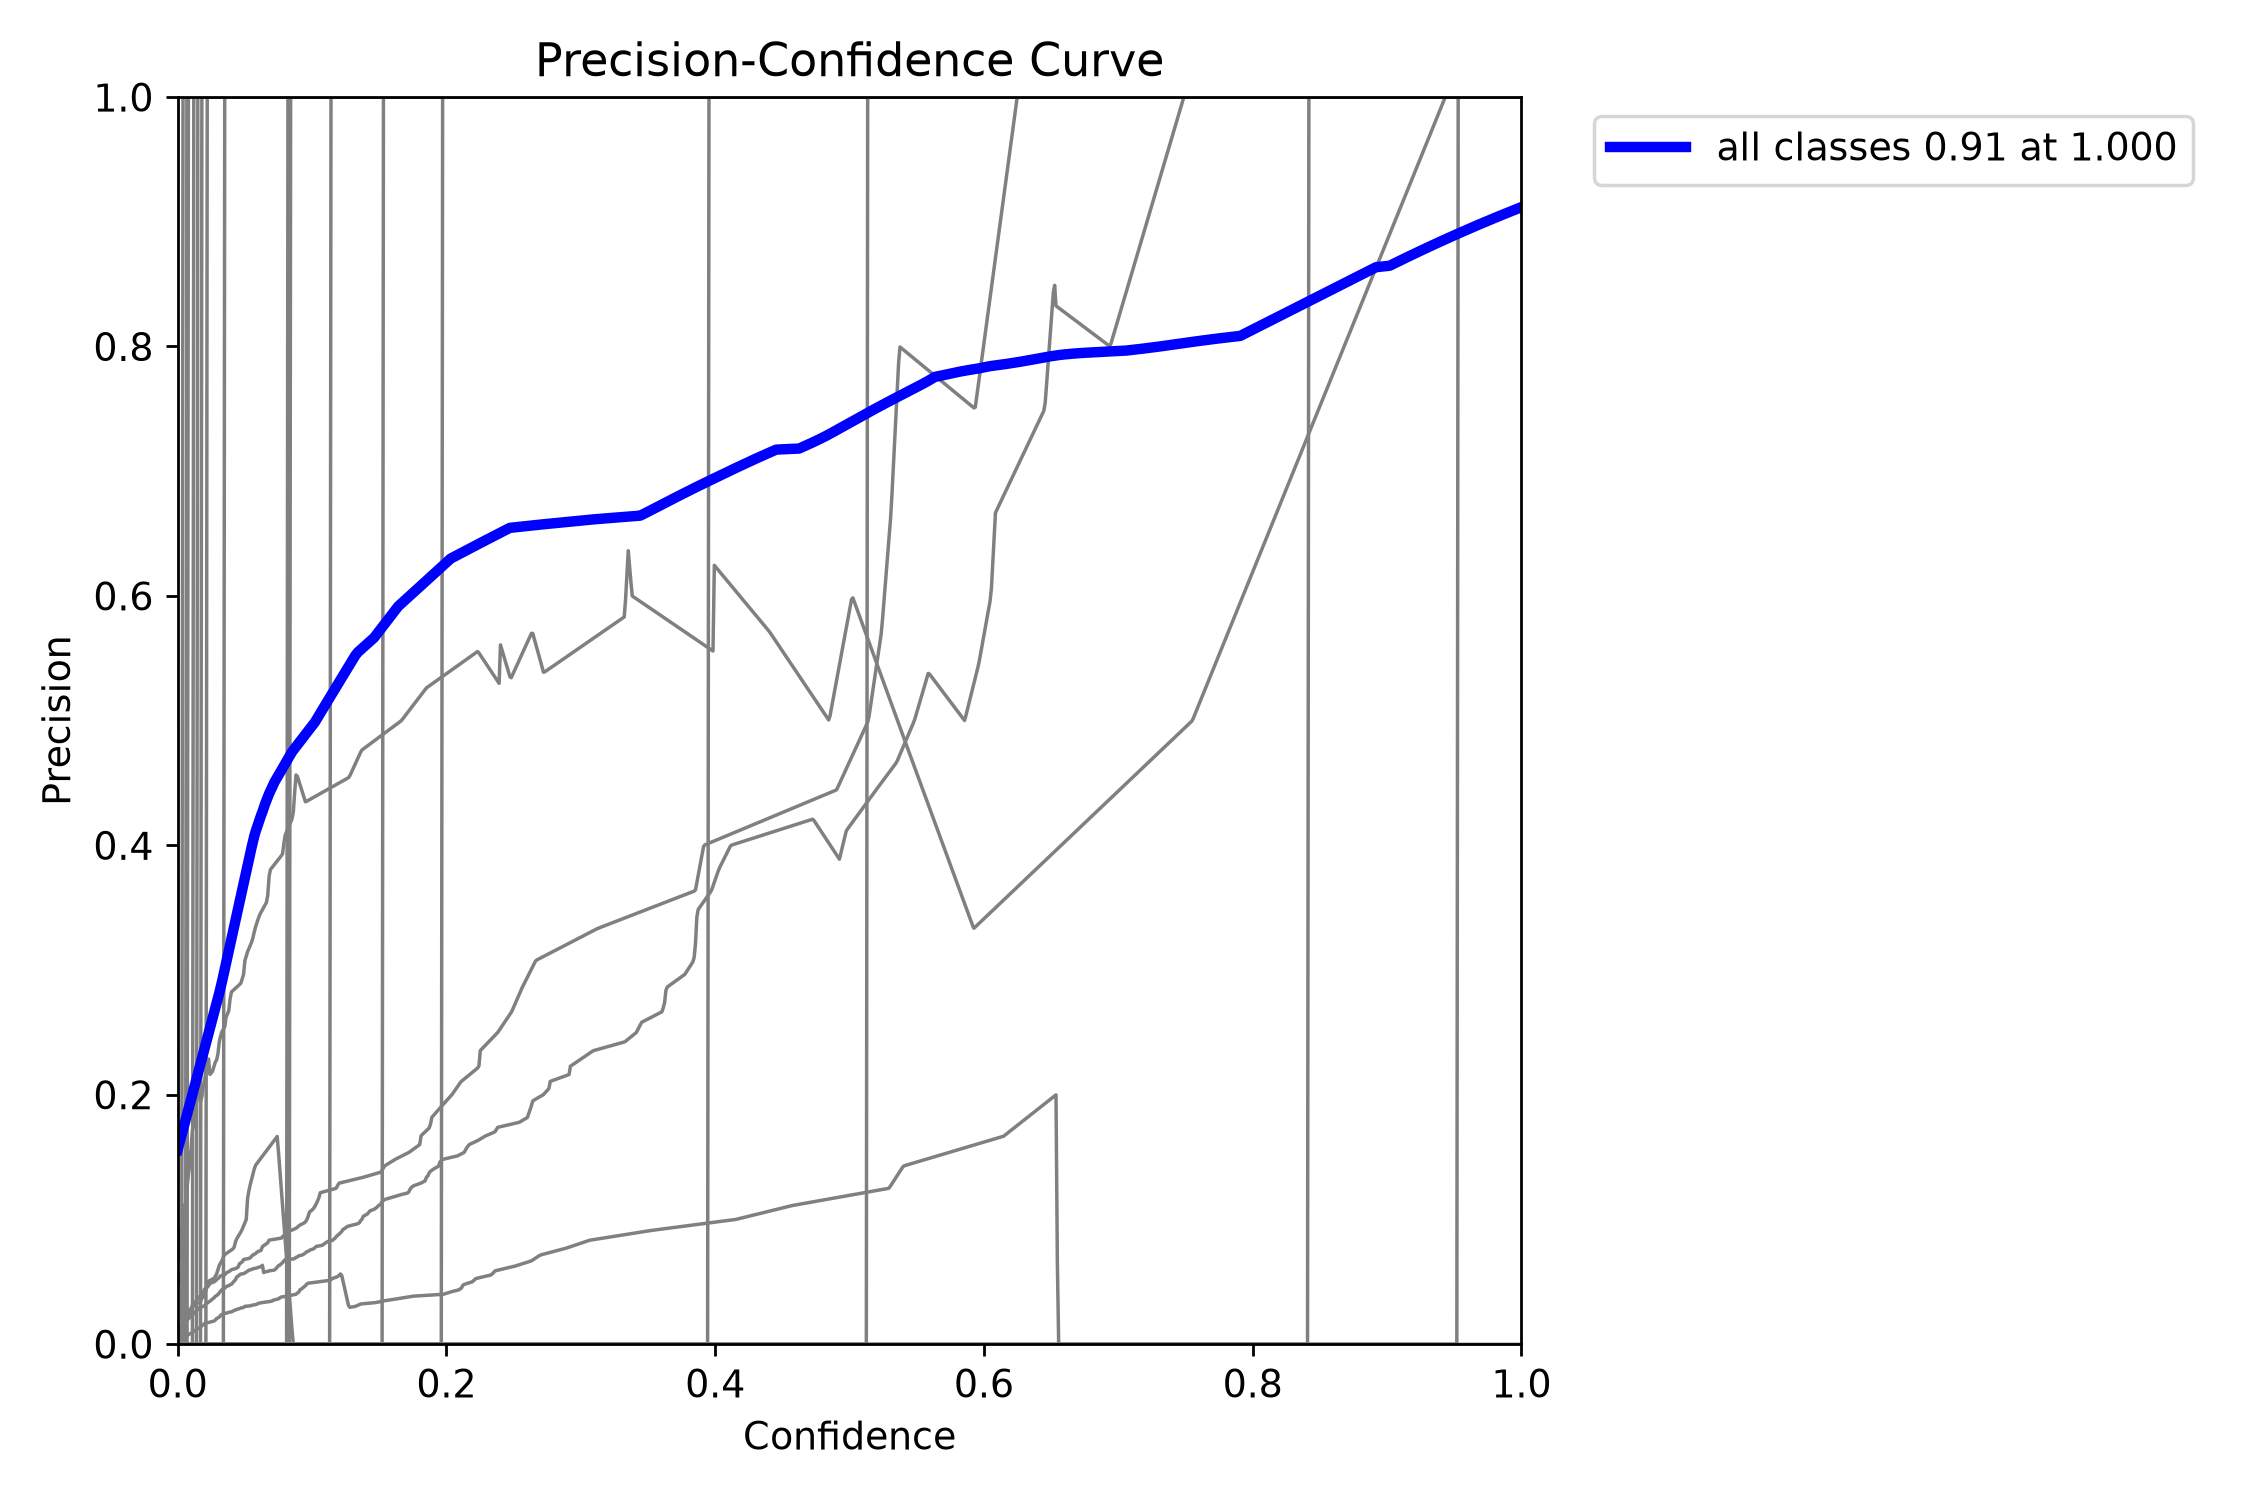 Precision-Confidence Curve
all classes 0.91 at 1.000
1.0
0.8
0.6
0.4
0.2
0.0
Precision
0.0 0.2 0.4 0.6 0.8 1.0
Confidence